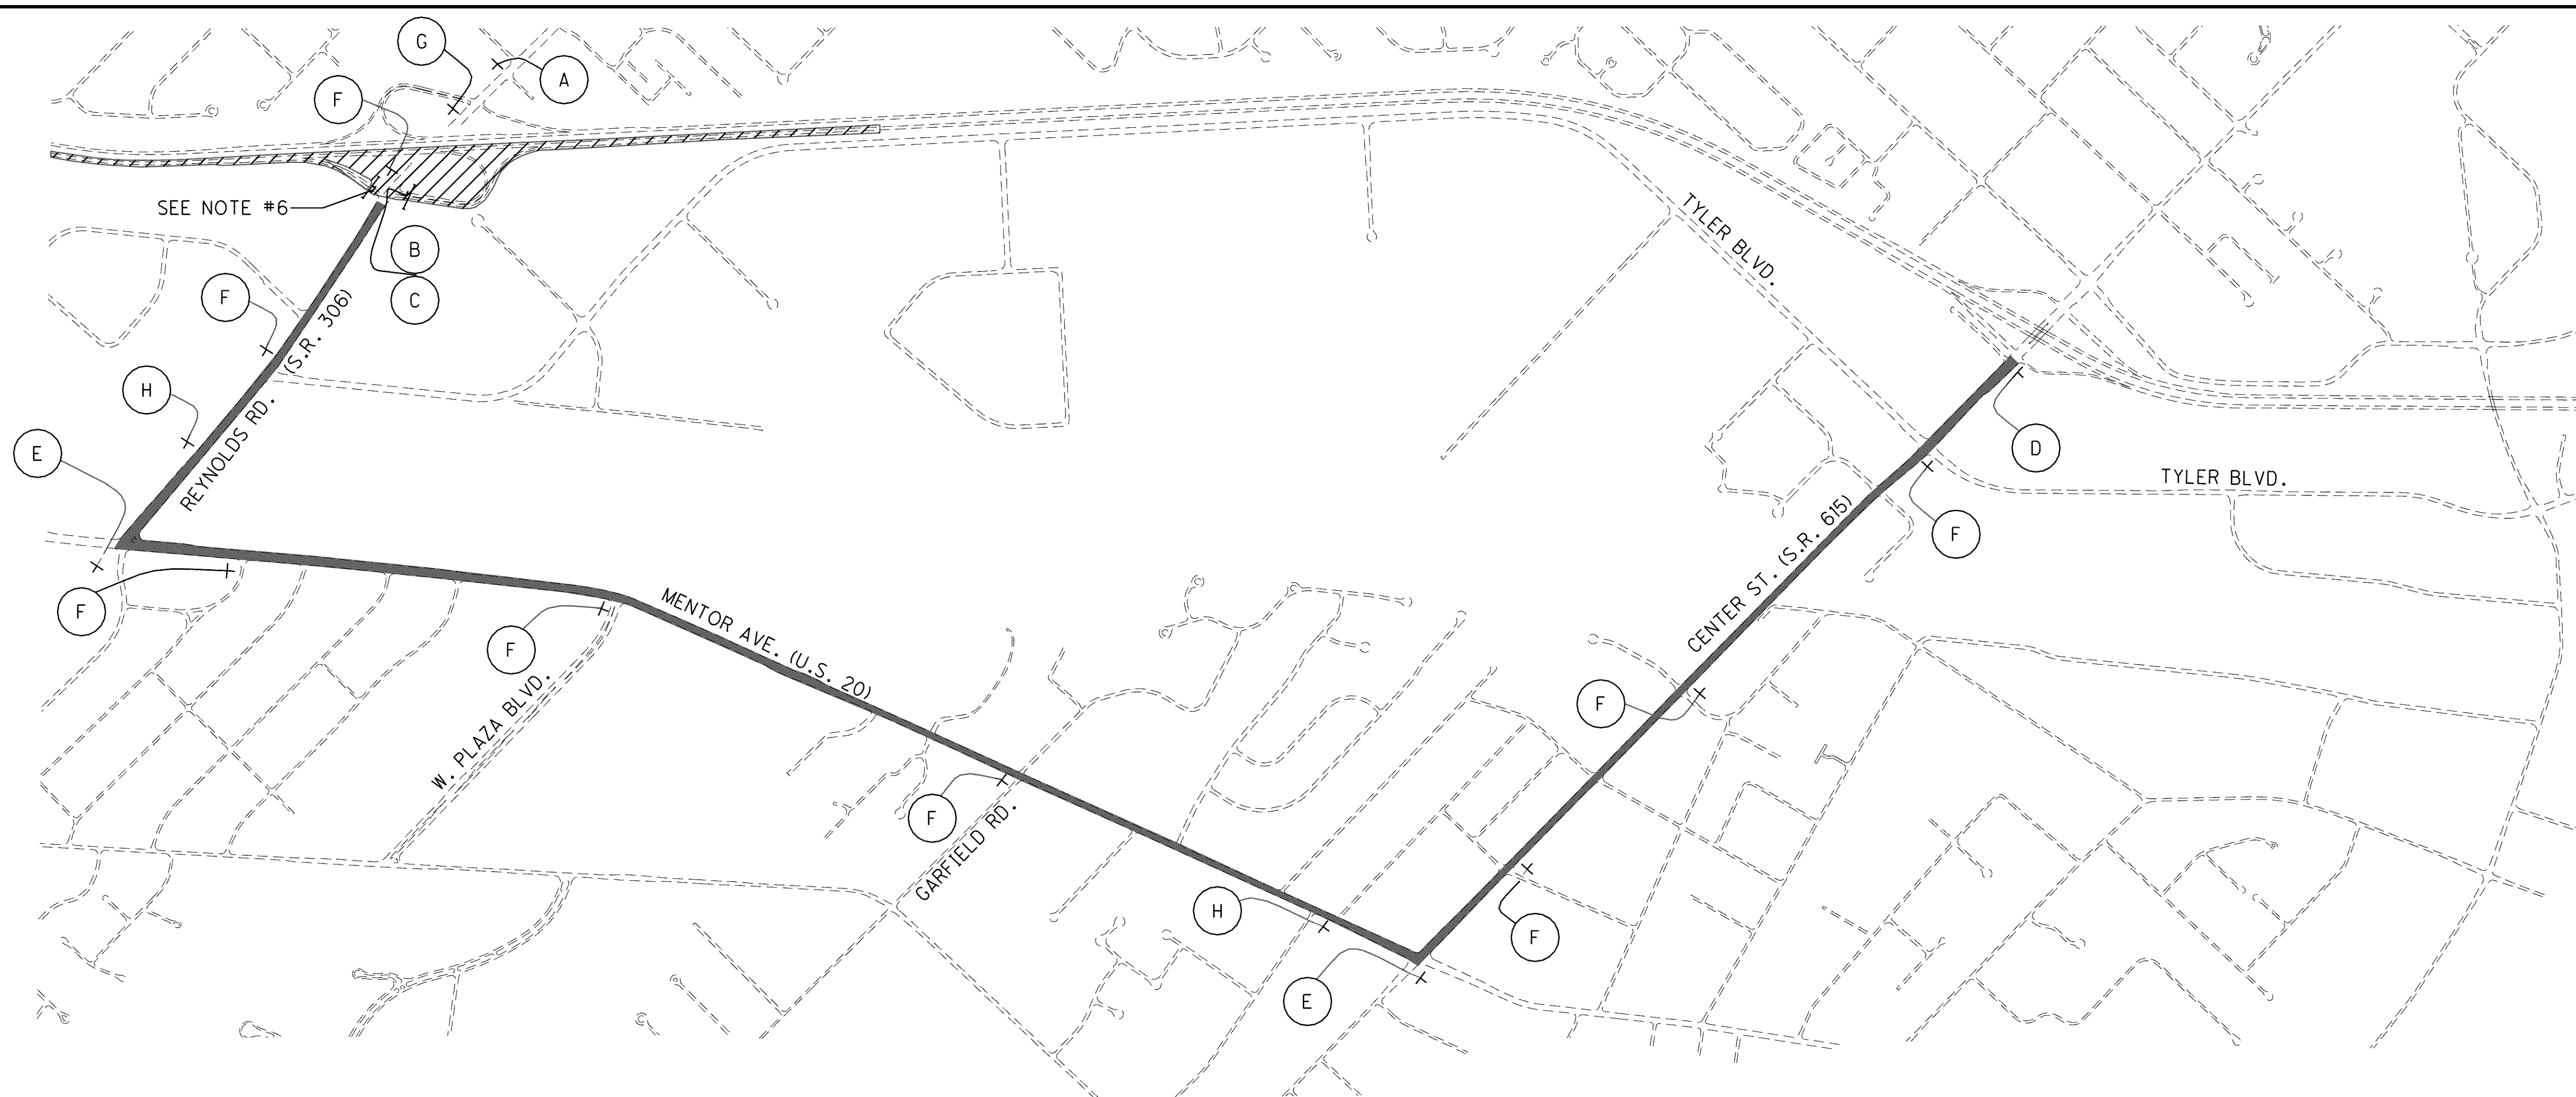 G
A
F
SEE NOTE #6
B
C
F
(S.R. 306)
REYNOLDS RD.
H
E
F
F
MENTOR AVE. (U.S. 20)
W. PLAZA BLVD.
F
GARFIELD RD.
H
E
F
F
CENTER ST. (S.R. 615)
F
D
TYLER BLVD.
TYLER BLVD.